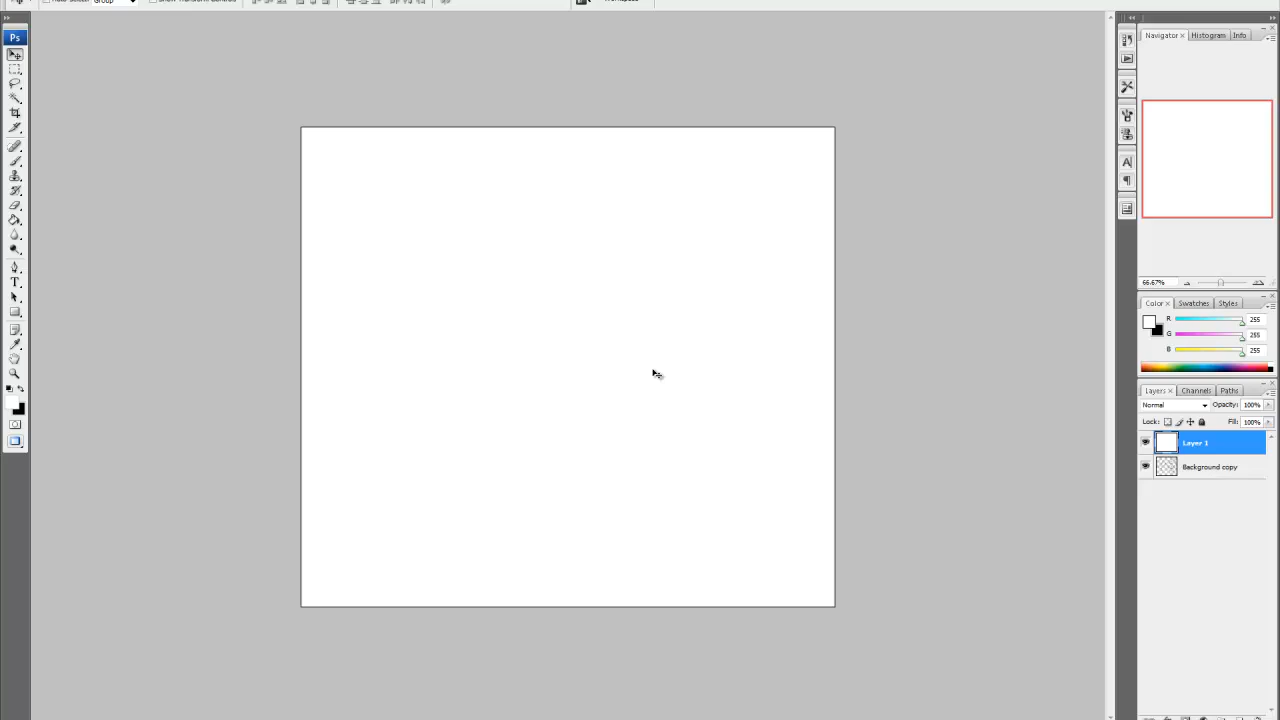 Group
Ps
Navigator × Histogram Info
66.67%
Color × Swatches Styles
R 255
G 255
B 255
Layers × Channels Paths
Normal Opacity: 100%
Lock: Fill: 100%
Layer 1
Background copy
A
¶
T